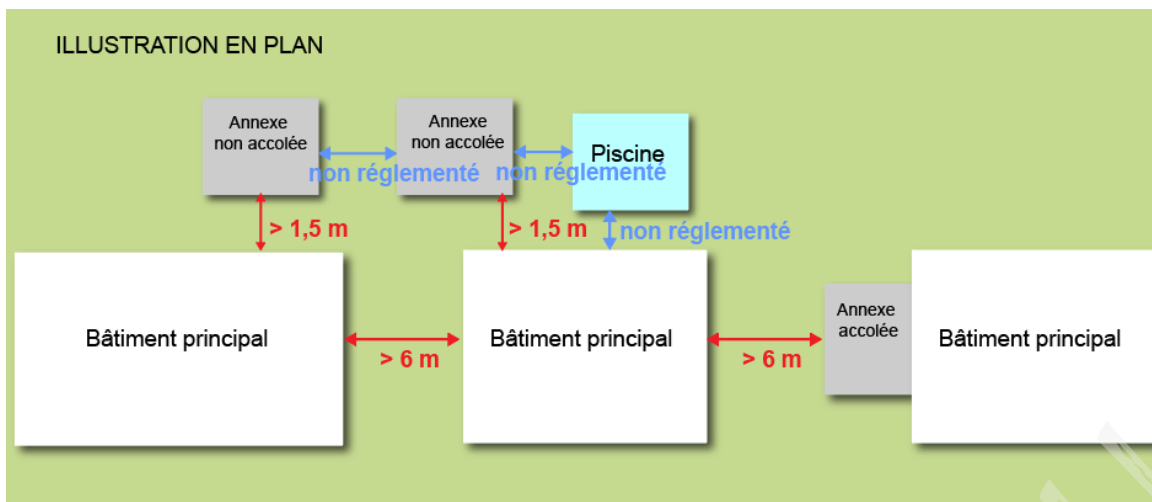 ILLUSTRATION EN PLAN
Annexe
non accolée
Annexe
non accolée
Piscine
non réglementé
non réglementé
> 1,5 m
> 1,5 m
non réglementé
Bâtiment principal
Bâtiment principal
Annexe
accolée
Bâtiment principal
> 6 m
> 6 m